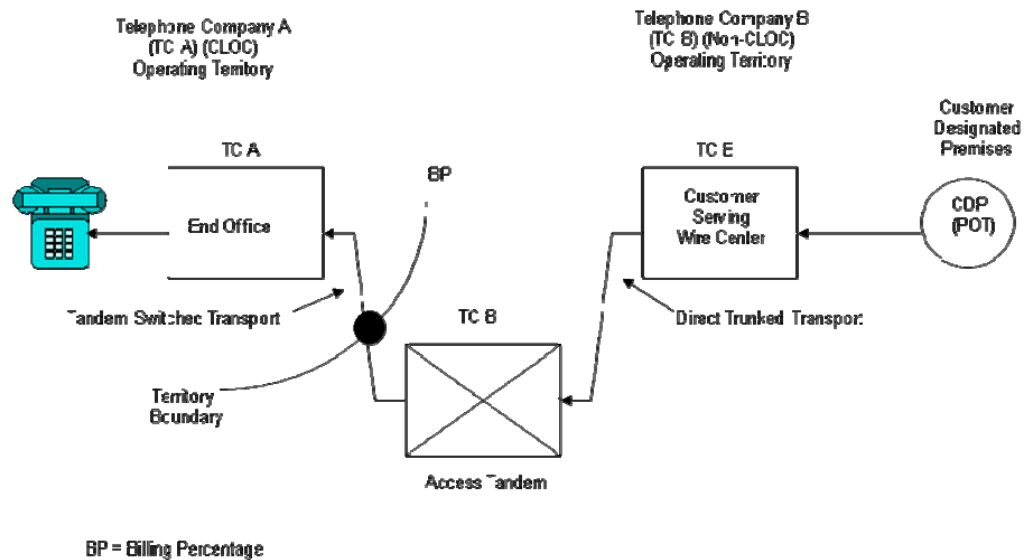 Telephone Company A
(TC A) (CLOC)
Operating Territory
Telephone Company B
(TC B) (Non-CLOC)
Operating Territory
Customer
Designated
Premises
TC A
BP
TC E
End Office
Customer
Serving
Wire Center
CDP
(POT)
Tandem Switched Transport
TC B
Direct Trunked Transport
Territory
Boundary
Access Tandem
BP = Billing Percentage